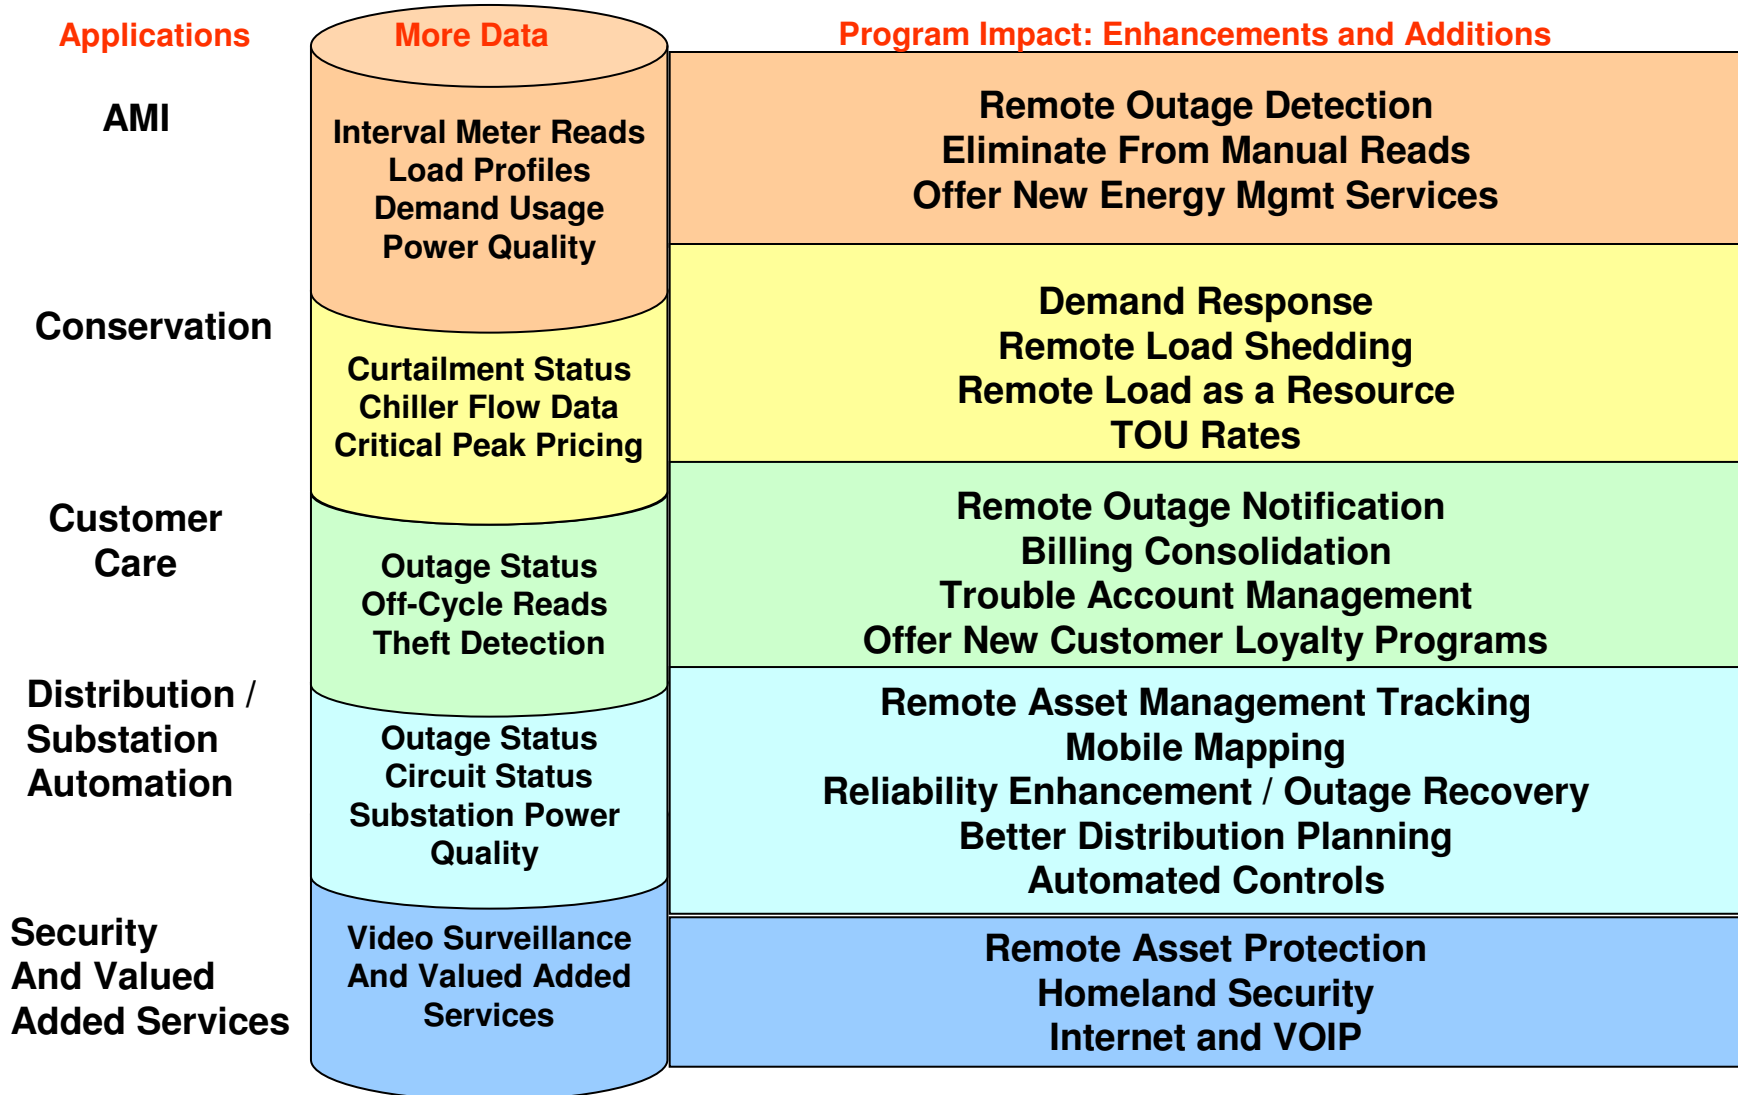 Applications
More Data
Program Impact: Enhancements and Additions
AMI
Interval Meter Reads
Load Profiles
Demand Usage
Power Quality
Remote Outage Detection
Eliminate From Manual Reads
Offer New Energy Mgmt Services
Conservation
Curtailment Status
Chiller Flow Data
Critical Peak Pricing
Demand Response
Remote Load Shedding
Remote Load as a Resource
TOU Rates
Customer
Care
Outage Status
Off-Cycle Reads
Theft Detection
Remote Outage Notification
Billing Consolidation
Trouble Account Management
Offer New Customer Loyalty Programs
Distribution /
Substation
Automation
Outage Status
Circuit Status
Substation Power
Quality
Remote Asset Management Tracking
Mobile Mapping
Reliability Enhancement / Outage Recovery
Better Distribution Planning
Automated Controls
Security
And Valued
Added Services
Video Surveillance
And Valued Added
Services
Remote Asset Protection
Homeland Security
Internet and VOIP